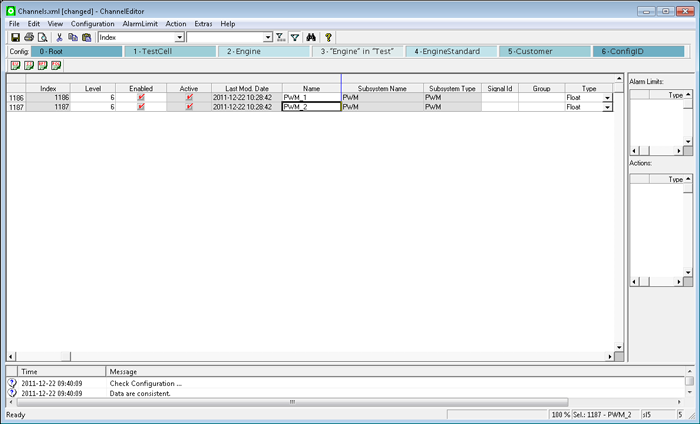 Channels.xml [changed] - ChannelEditor
File Edit View Configuration AlarmLimit Action Extras Help
Index
Config: 0 - Root 1 - TestCell 2 - Engine 3 - "Engine" in "Test" 4 - EngineStandard 5 - Customer 6 - ConfigID
Index Level Enabled Active Last Mod. Date Name Subsystem Name Subsystem Type Signal Id Group Type
1186 1186 6 2011-12-22 10:28:42 PWM_1 PWM PWM Float
1187 1187 6 2011-12-22 10:28:42 PWM_2 PWM PWM Float
Alarm Limits:
Type
Actions:
Type
Time Message
2011-12-22 09:40:09 Check Configuration ...
2011-12-22 09:40:09 Data are consistent.
Ready 100 % Sel.: 1187 - PWM_2 sl5 5